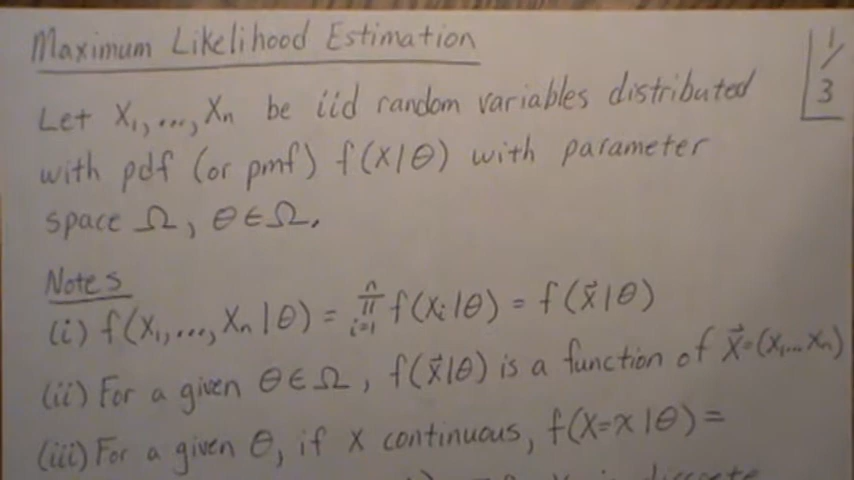 Maximum Likelihood Estimation
1/3
Let X₁,...,Xₙ be iid random variables distributed
with pdf (or pmf) f(x|θ) with parameter
space Ω, θ∈Ω.
Notes
(i) f(x₁,...,xₙ|θ) = ∏ᵢ₌₁ⁿ f(xᵢ|θ) = f(x⃗|θ)
(ii) For a given θ∈Ω, f(x⃗|θ) is a function of x⃗=(x₁...xₙ)
(iii) For a given θ, if X continuous, f(X=x|θ) =
is discrete